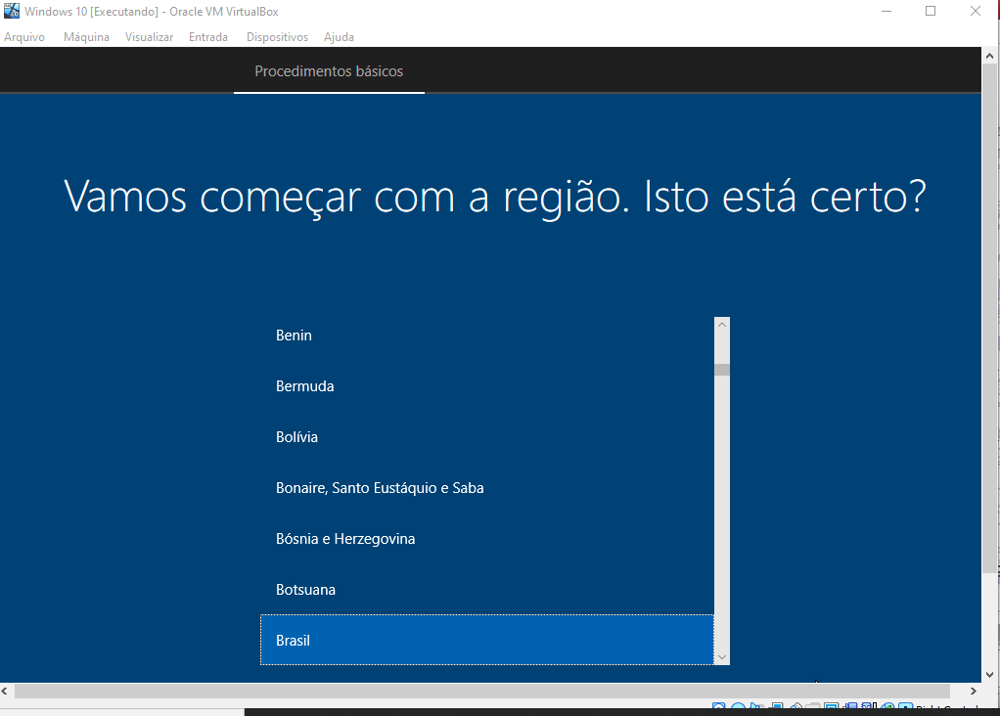 Windows 10 [Executando] - Oracle VM VirtualBox
Arquivo Máquina Visualizar Entrada Dispositivos Ajuda
Procedimentos básicos
Vamos começar com a região. Isto está certo?
Benin
Bermuda
Bolívia
Bonaire, Santo Eustáquio e Saba
Bósnia e Herzegovina
Botsuana
Brasil